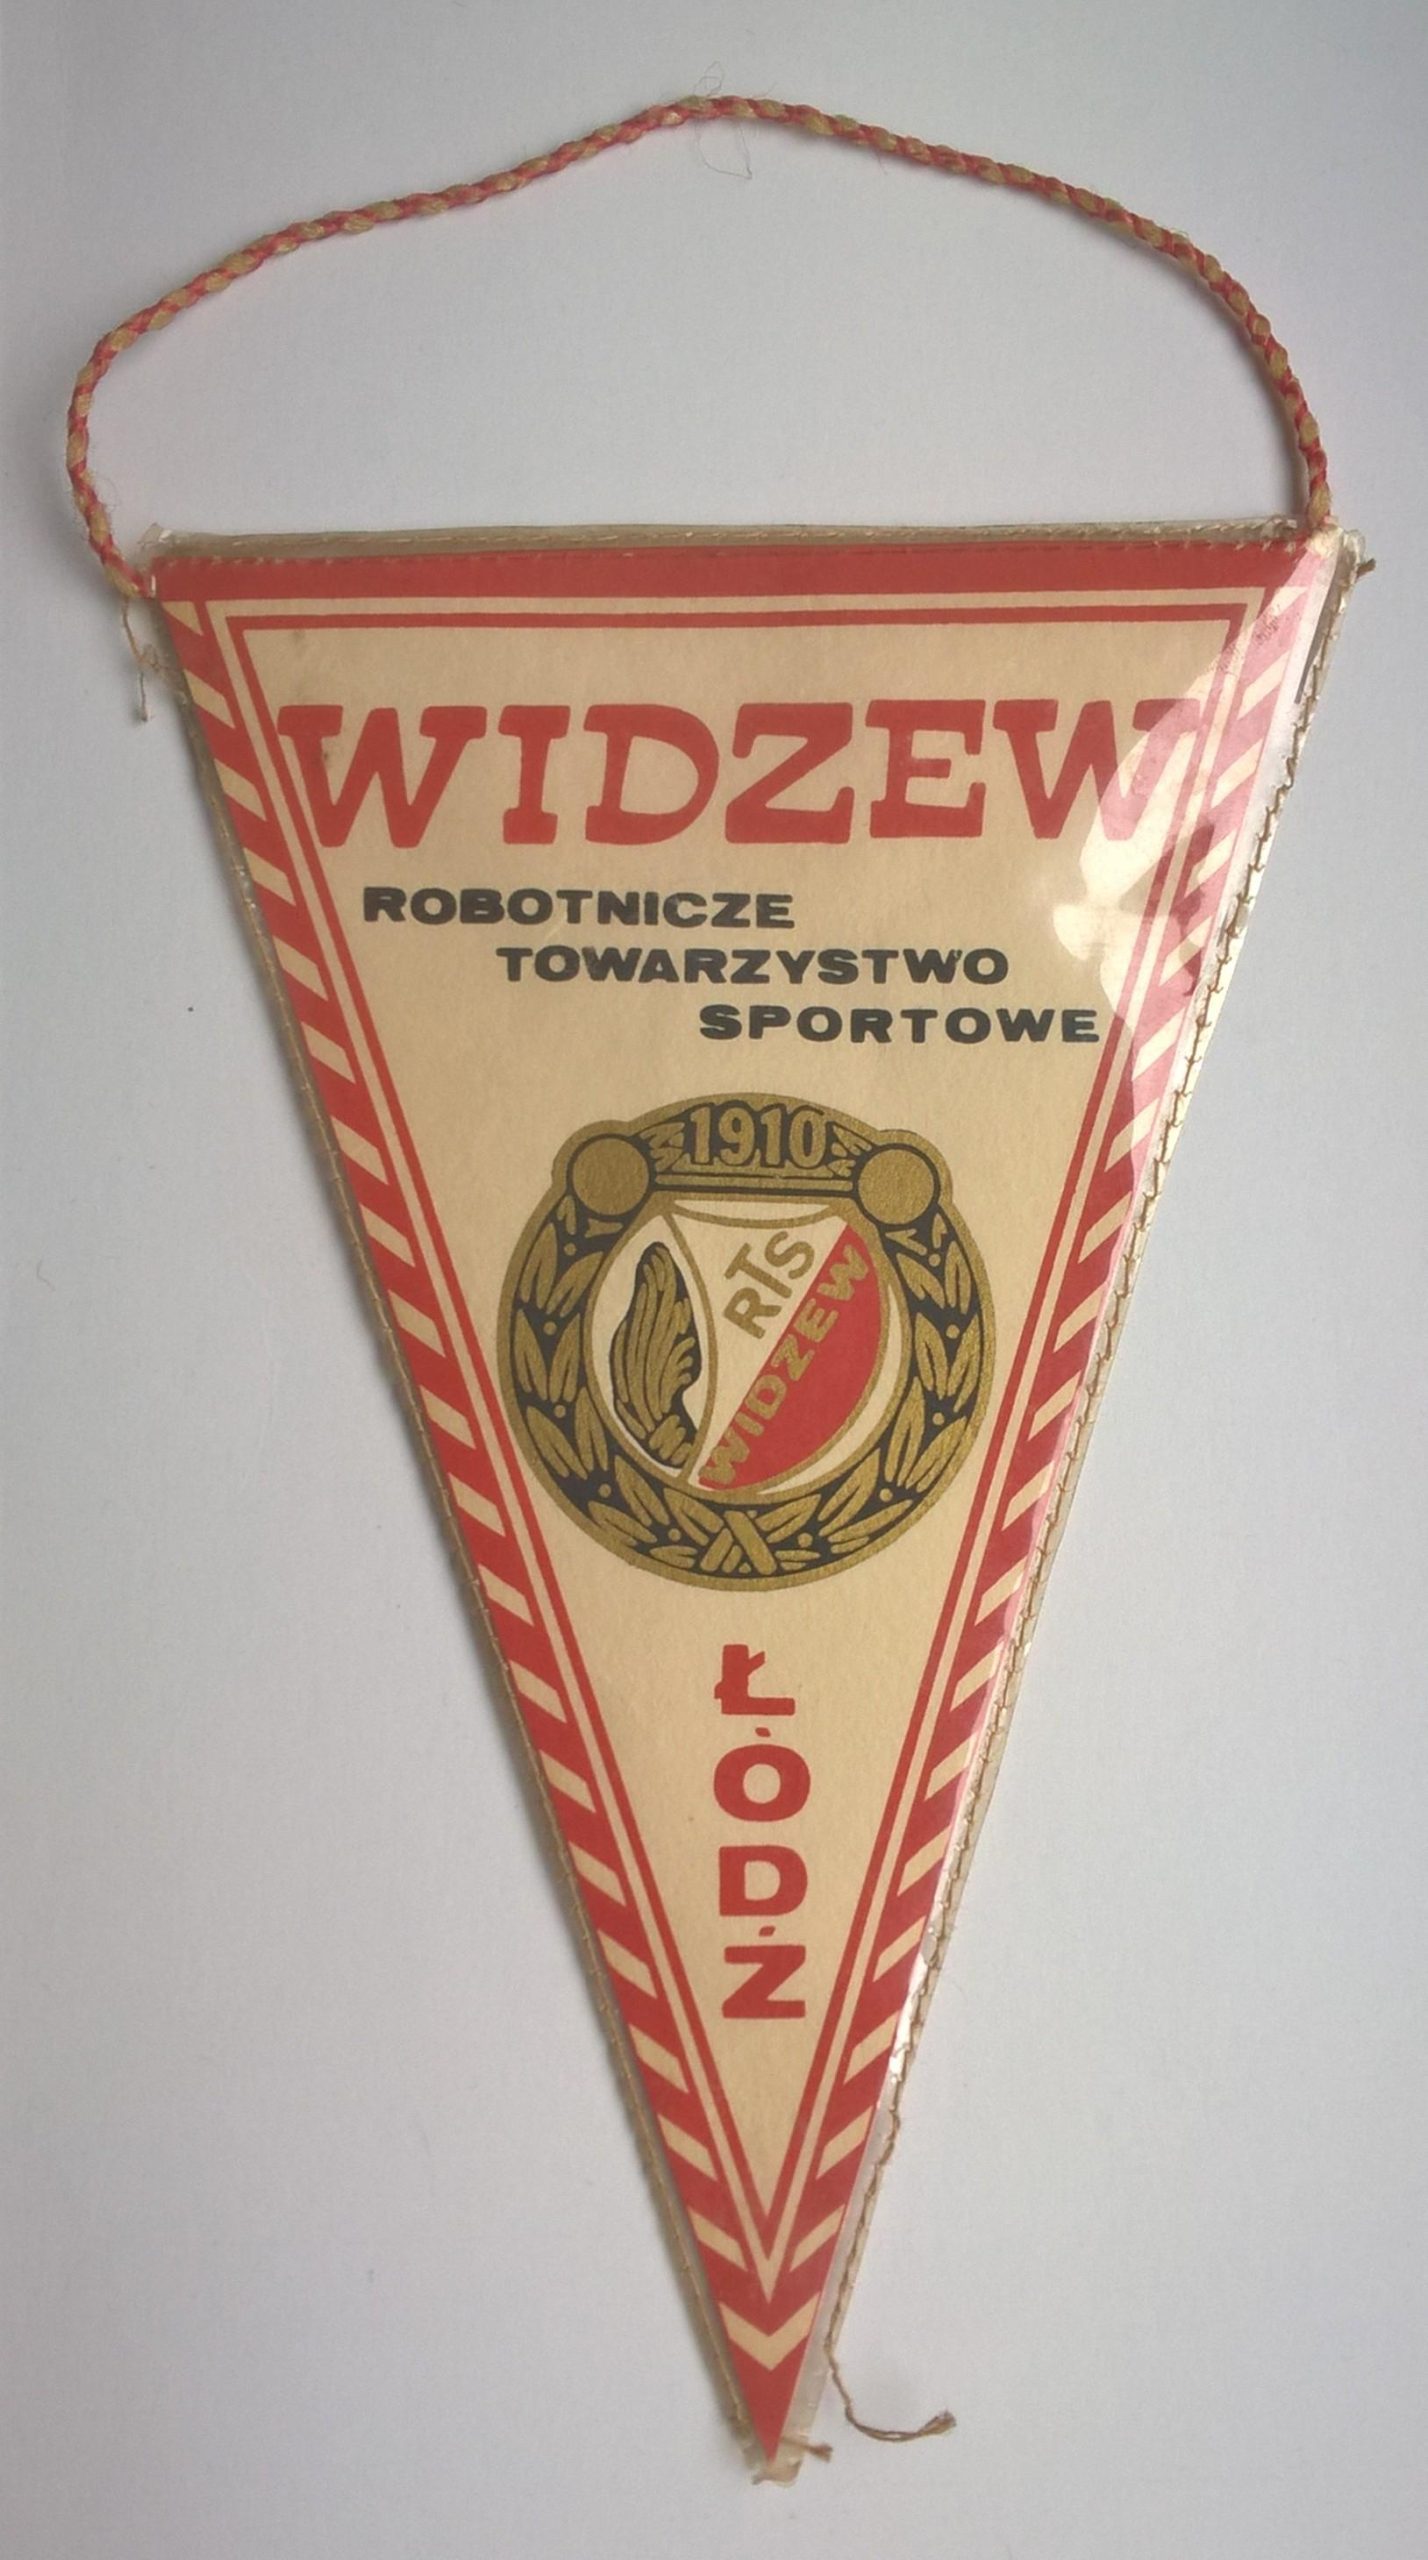 WIDZEW
ROBOTNICZE
TOWARZYSTWO
SPORTOWE
1910
RTS
WIDZEW
ŁÓDŹ